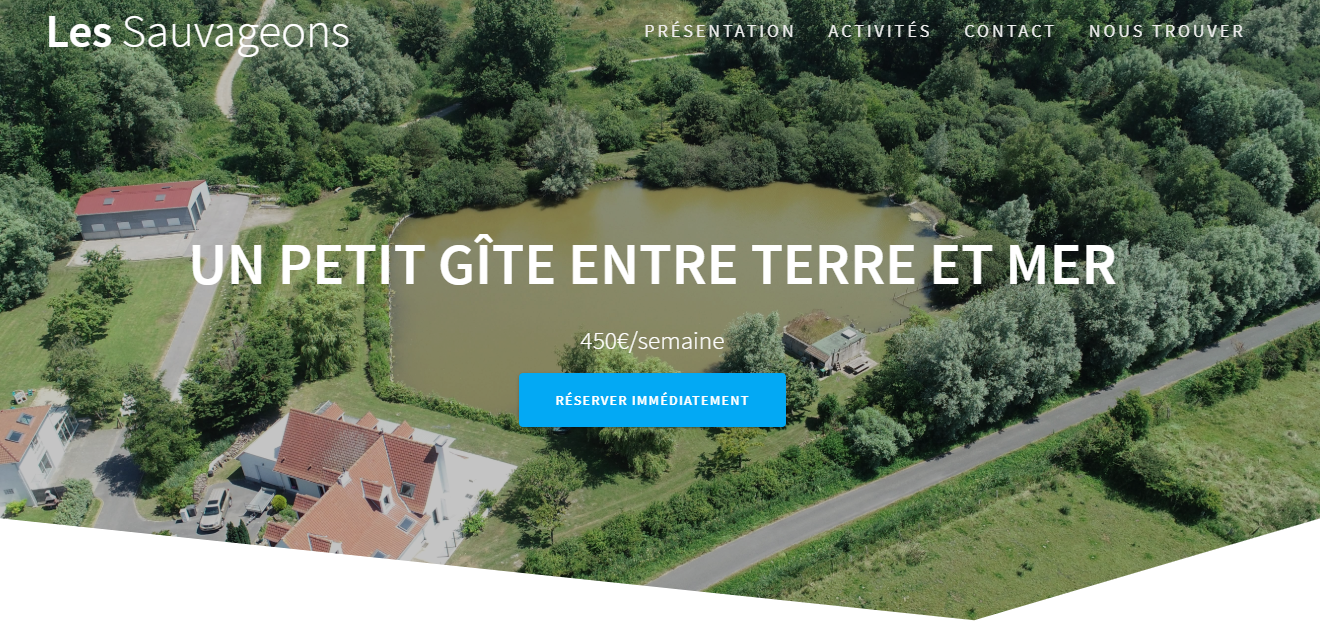 Les Sauvageons
PRÉSENTATION ACTIVITÉS CONTACT NOUS TROUVER
UN PETIT GÎTE ENTRE TERRE ET MER
450€/semaine
RÉSERVER IMMÉDIATEMENT